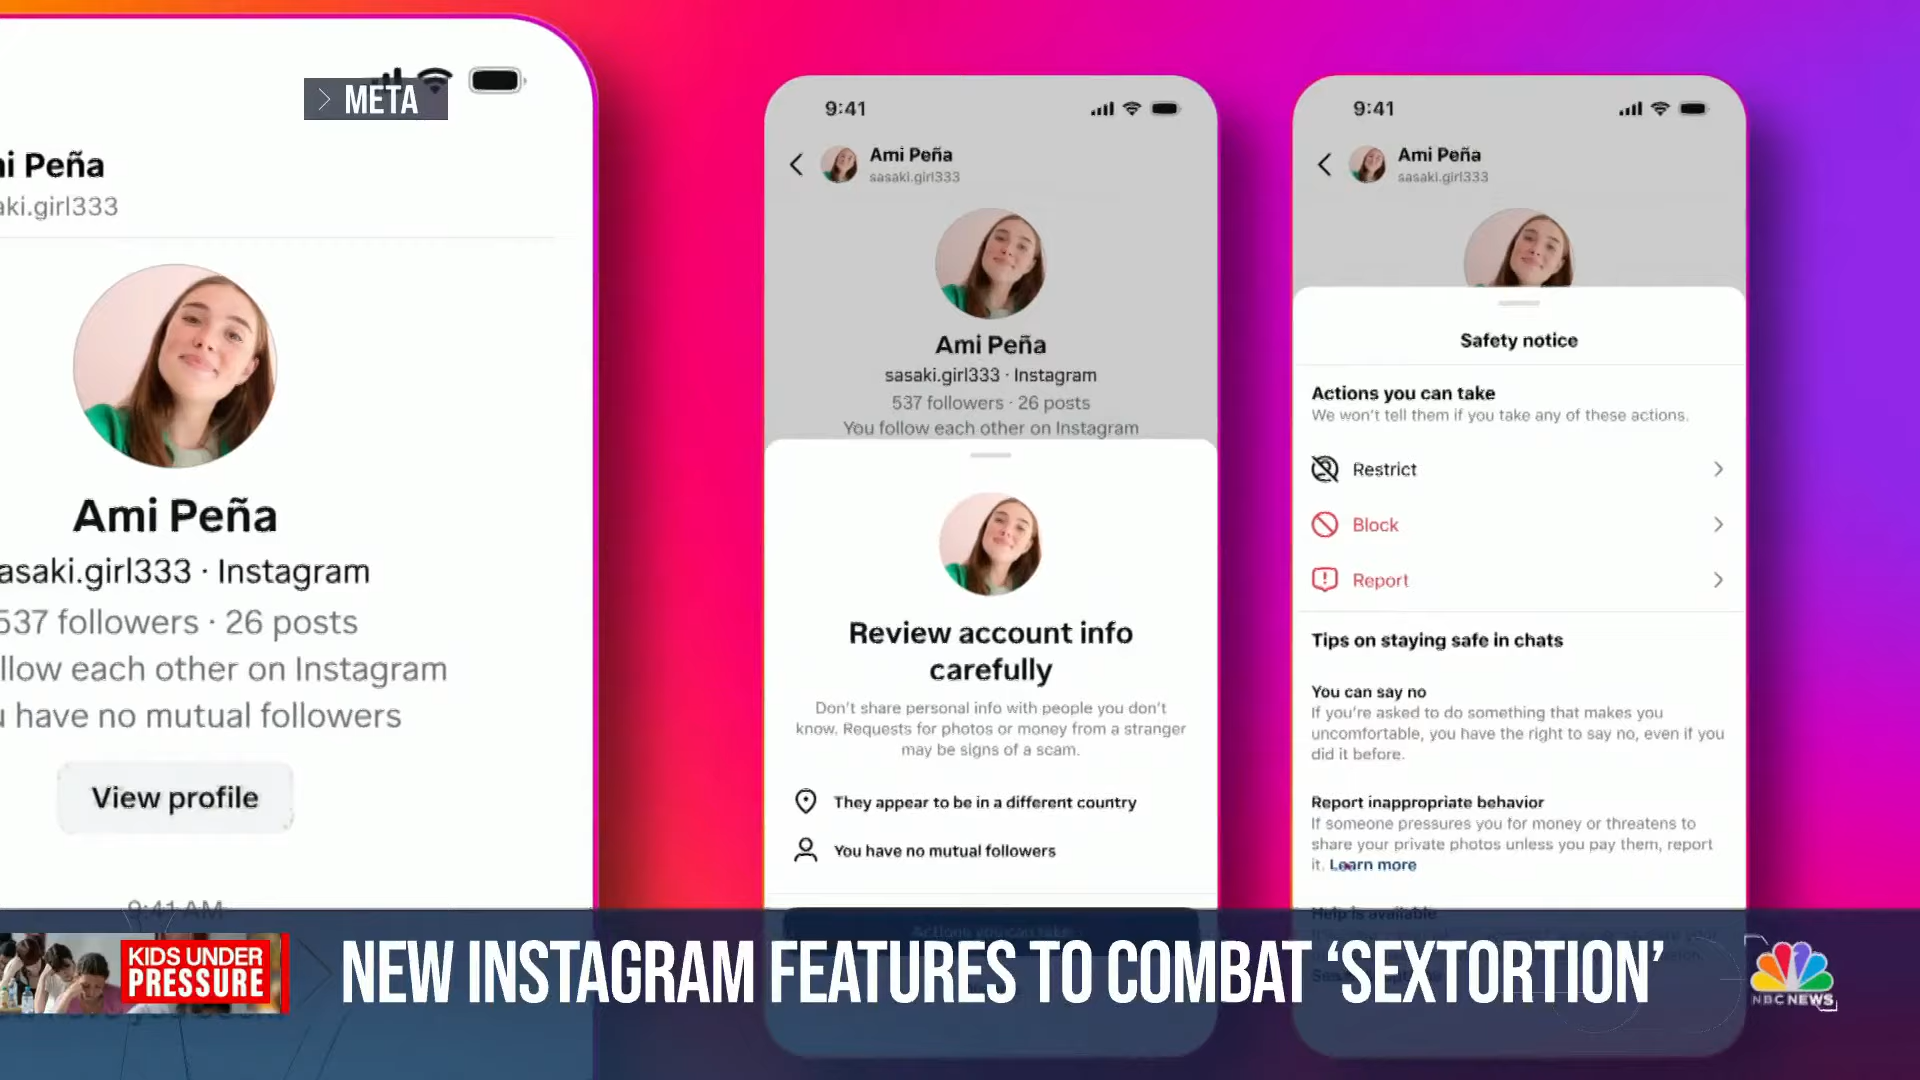 META
i Peña
aki.girl333
Ami Peña
asaki.girl333 · Instagram
537 followers · 26 posts
llow each other on Instagram
have no mutual followers
View profile
9:41 AM
9:41
Ami Peña
sasaki.girl333
Ami Peña
sasaki.girl333 · Instagram
537 followers · 26 posts
You follow each other on Instagram
Review account info
carefully
Don't share personal info with people you don't
know. Requests for photos or money from a stranger
may be signs of a scam.
They appear to be in a different country
You have no mutual followers
Actions you can take
9:41
Ami Peña
sasaki.girl333
Safety notice
Actions you can take
We won't tell them if you take any of these actions.
Restrict
Block
Report
Tips on staying safe in chats
You can say no
If you're asked to do something that makes you
uncomfortable, you have the right to say no, even if you
did it before.
Report inappropriate behavior
If someone pressures you for money or threatens to
share your private photos unless you pay them, report
it. Learn more
Help is available
KIDS UNDER
PRESSURE
NEW INSTAGRAM FEATURES TO COMBAT ‘SEXTORTION’
NBC NEWS